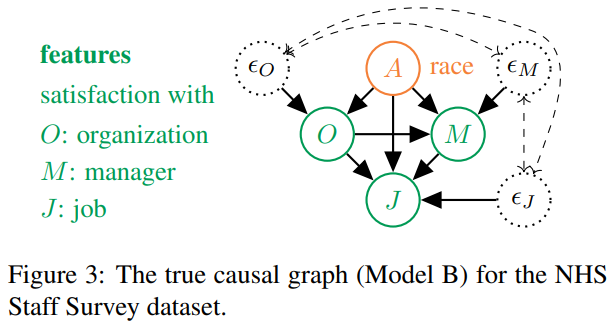 features
satisfaction with
O: organization
M: manager
J: job
ϵO
A race
ϵM
O
M
J
ϵJ
Figure 3: The true causal graph (Model B) for the NHS
Staff Survey dataset.